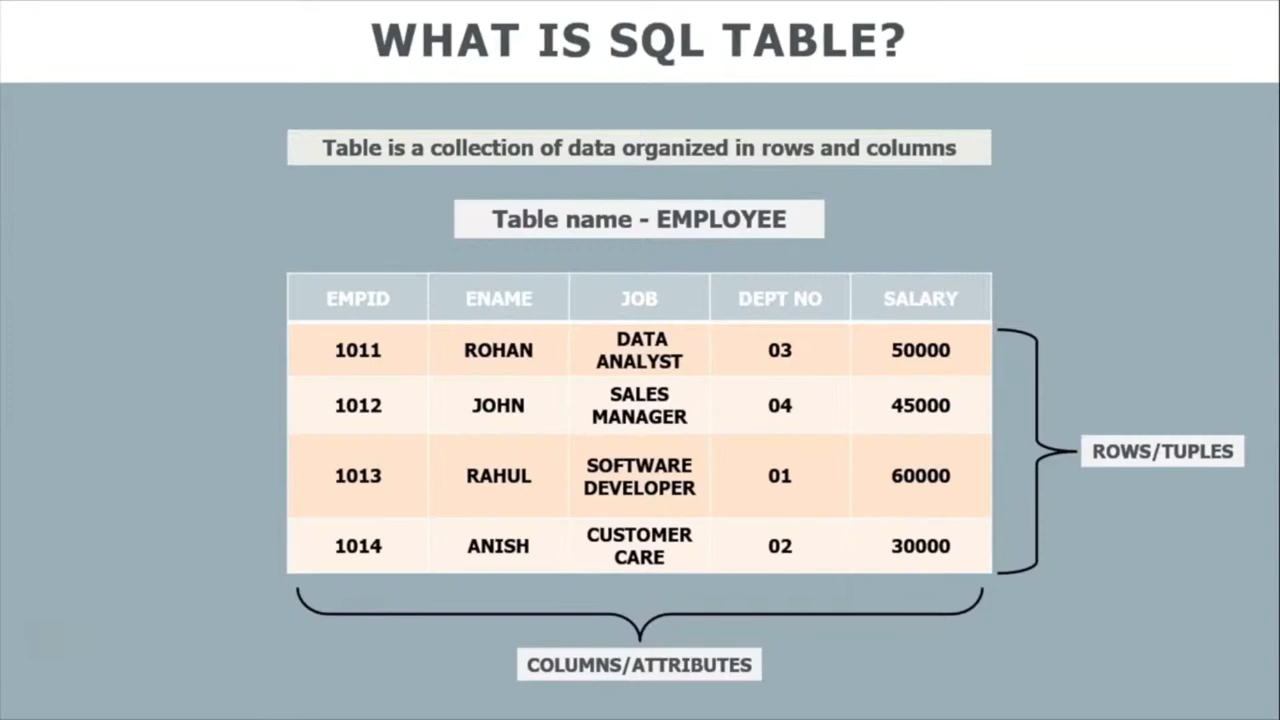 WHAT IS SQL TABLE?
Table is a collection of data organized in rows and columns
Table name - EMPLOYEE
EMPID ENAME JOB DEPT NO SALARY
1011 ROHAN DATA ANALYST 03 50000
1012 JOHN SALES MANAGER 04 45000
1013 RAHUL SOFTWARE DEVELOPER 01 60000
1014 ANISH CUSTOMER CARE 02 30000
ROWS/TUPLES
COLUMNS/ATTRIBUTES